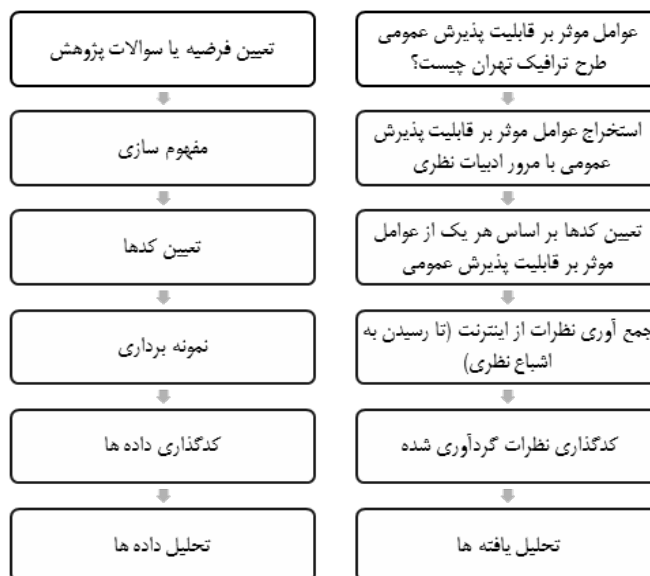 عوامل موثر بر قابلیت پذیرش عمومی
طرح ترافیک تهران چیست؟
تعیین فرضیه یا سوالات پژوهش
استخراج عوامل موثر بر قابلیت پذیرش
عمومی با مرور ادبیات نظری
مفهوم سازی
تعیین کدها بر اساس هر یک از عوامل
موثر بر قابلیت پذیرش عمومی
تعیین کدها
جمع آوری نظرات از اینترنت (تا رسیدن به
اشباع نظری)
نمونه برداری
کدگذاری نظرات گردآوری شده
کدگذاری داده ها
تحلیل یافته ها
تحلیل داده ها